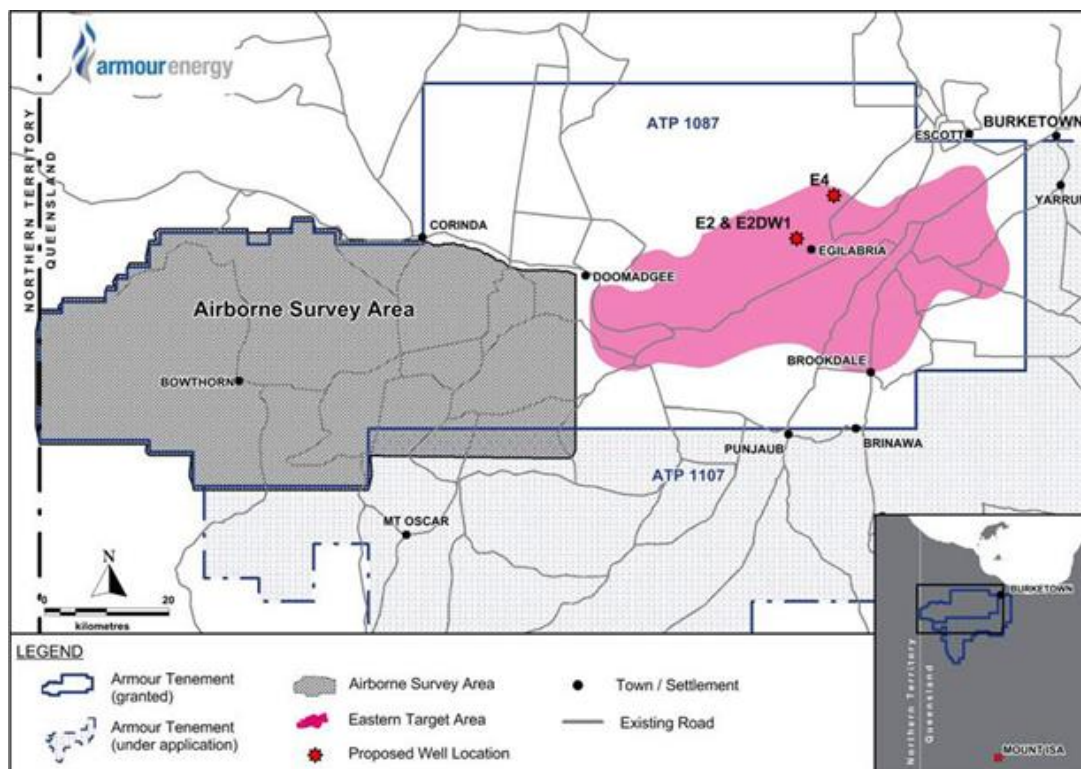 armourenergy
NORTHERN TERRITORY
QUEENSLAND
ATP 1087
BURKETOWN
ESCOTT
E4
YARRUM
E2 & E2DW1
EGILABRIA
CORINDA
DOOMADGEE
Airborne Survey Area
BROOKDALE
BOWTHORN
PUNJAUB
BRINAWA
ATP 1107
MT OSCAR
N
0 20
kilometres
BURKETOWN
Northern Territory
Queensland
MOUNT ISA
LEGEND
Armour Tenement
(granted)
Armour Tenement
(under application)
Airborne Survey Area
Eastern Target Area
Proposed Well Location
Town / Settlement
Existing Road